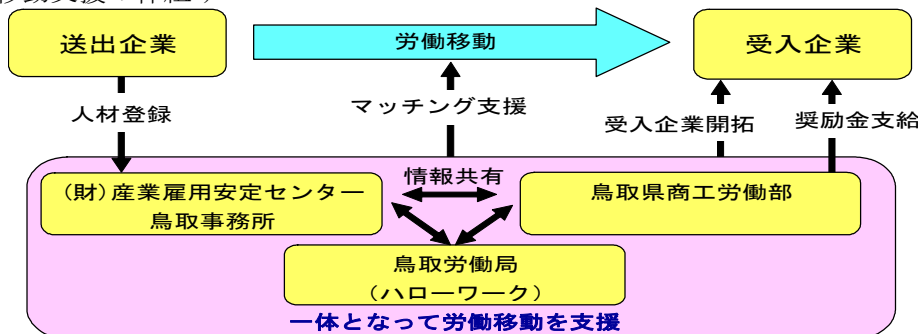 送出企業
労働移動
受入企業
人材登録
マッチング支援
受入企業開拓
奨励金支給
(財)産業雇用安定センター
鳥取事務所
情報共有
鳥取県商工労働部
鳥取労働局
(ハローワーク)
一体となって労働移動を支援